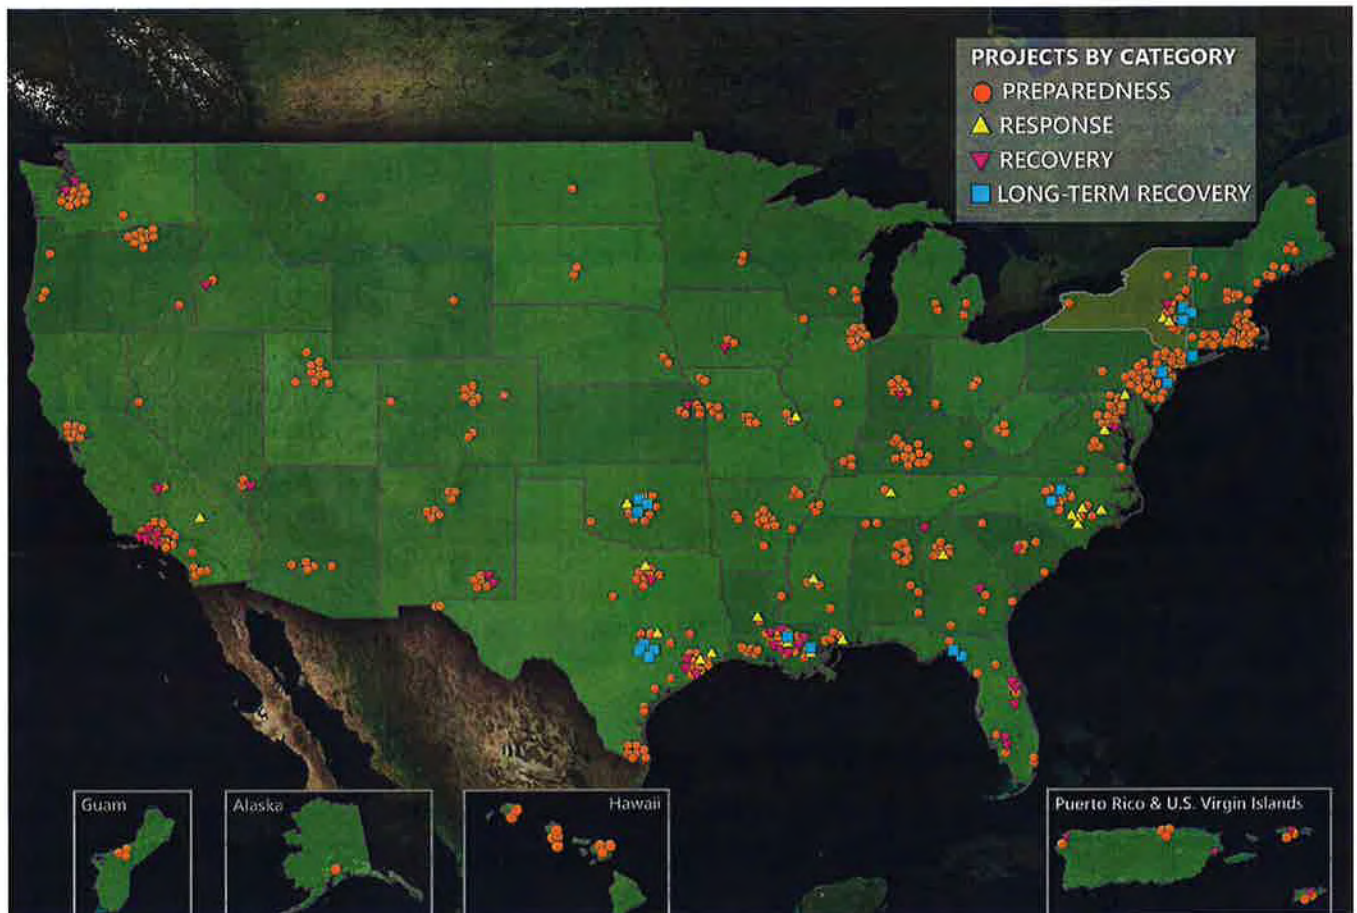 PROJECTS BY CATEGORY
PREPAREDNESS
RESPONSE
RECOVERY
LONG-TERM RECOVERY
Guam
Alaska
Hawaii
Puerto Rico & U.S. Virgin Islands